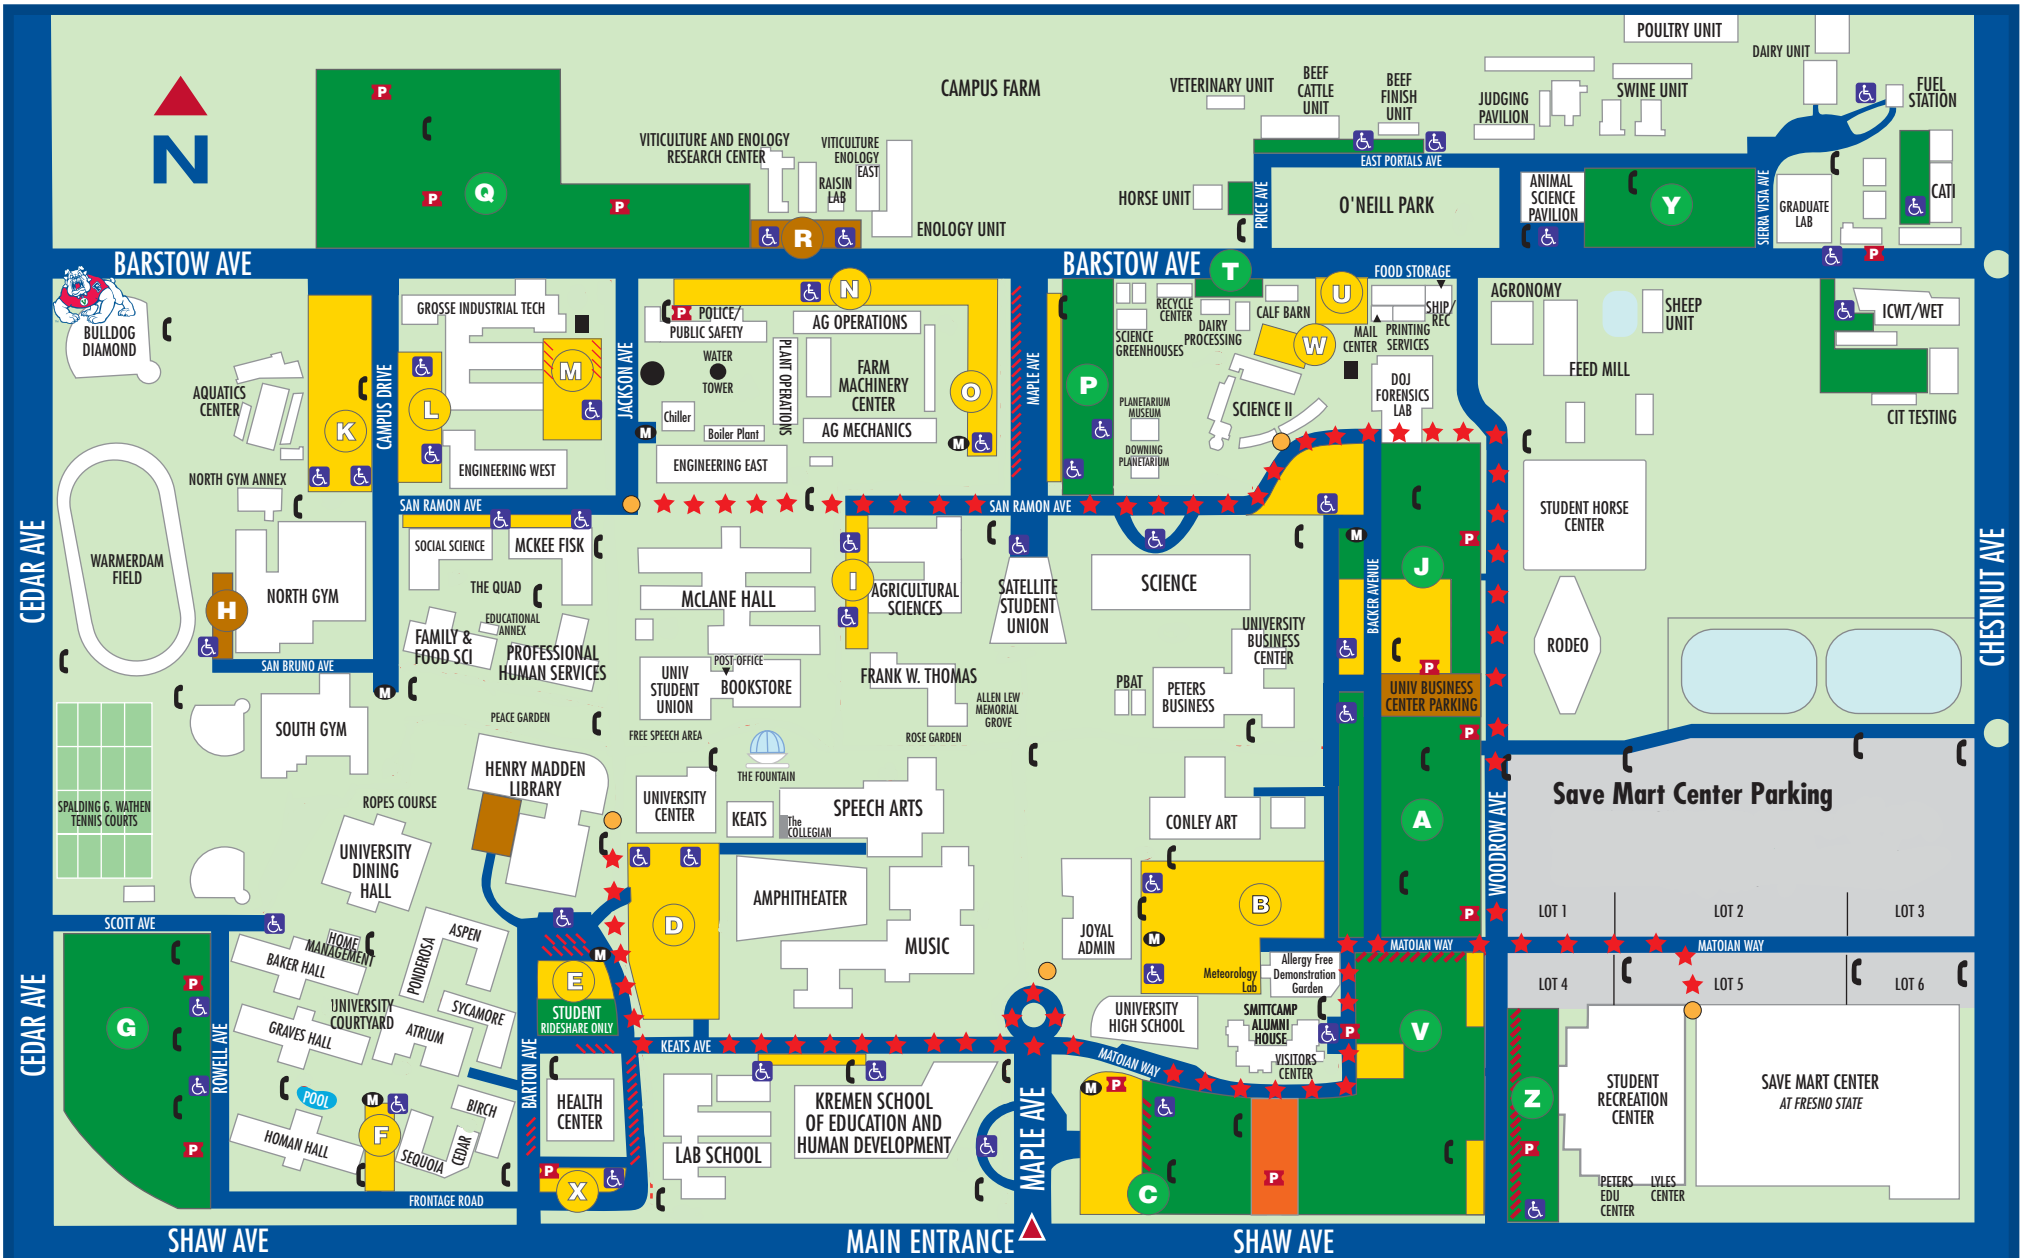 POULTRY UNIT
DAIRY UNIT
CAMPUS FARM
VETERINARY UNIT
BEEF
CATTLE
UNIT
BEEF
FINISH
UNIT
JUDGING
PAVILION
SWINE UNIT
FUEL
STATION
N
P
Q
P
P
VITICULTURE AND ENOLOGY
RESEARCH CENTER
VITICULTURE
ENOLOGY
EAST
RAISIN
LAB
R
ENOLOGY UNIT
HORSE UNIT
PRICE AVE
EAST PORTALS AVE
O'NEILL PARK
ANIMAL
SCIENCE
PAVILION
Y
SIERRA VISTA AVE
GRADUATE
LAB
CATI
P
BARSTOW AVE
BARSTOW AVE
T
FOOD STORAGE
BULLDOG
DIAMOND
GROSSE INDUSTRIAL TECH
P
POLICE/
PUBLIC SAFETY
N
AG OPERATIONS
RECYCLE
CENTER
SCIENCE
GREENHOUSES
DAIRY
PROCESSING
CALF BARN
U
W
MAIL
CENTER
PRINTING
SERVICES
SHIP/
REC
AGRONOMY
SHEEP
UNIT
FEED MILL
ICWT/WET
CIT TESTING
AQUATICS
CENTER
K
CAMPUS DRIVE
L
M
JACKSON AVE
WATER
TOWER
PLANT OPERATIONS
FARM
MACHINERY
CENTER
O
MAPLE AVE
P
Chiller
Boiler Plant
M
AG MECHANICS
M
PLANETARIUM
MUSEUM
DOWNING
PLANETARIUM
SCIENCE II
DOJ
FORENSICS
LAB
ENGINEERING WEST
ENGINEERING EAST
NORTH GYM ANNEX
SAN RAMON AVE
SAN RAMON AVE
STUDENT HORSE
CENTER
CEDAR AVE
WARMERDAM
FIELD
H
NORTH GYM
SAN BRUNO AVE
M
SOCIAL SCIENCE
MCKEE FISK
THE QUAD
EDUCATIONAL
ANNEX
FAMILY &
FOOD SCI
PROFESSIONAL
HUMAN SERVICES
McLANE HALL
I
AGRICULTURAL
SCIENCES
SATELLITE
STUDENT
UNION
SCIENCE
UNIVERSITY
BUSINESS
CENTER
M
BACKER AVENUE
P
J
P
UNIV BUSINESS
CENTER PARKING
P
RODEO
CHESTNUT AVE
UNIV
STUDENT
UNION
POST OFFICE
BOOKSTORE
FRANK W. THOMAS
ALLEN LEW
MEMORIAL
GROVE
PBAT
PETERS
BUSINESS
SOUTH GYM
PEACE GARDEN
FREE SPEECH AREA
ROSE GARDEN
THE FOUNTAIN
HENRY MADDEN
LIBRARY
SPALDING G. WATHEN
TENNIS COURTS
ROPES COURSE
UNIVERSITY
CENTER
KEATS
The
COLLEGIAN
SPEECH ARTS
CONLEY ART
A
WOODROW AVE
Save Mart Center Parking
UNIVERSITY
DINING
HALL
D
AMPHITHEATER
MUSIC
JOYAL
ADMIN
B
M
P
LOT 1
LOT 2
LOT 3
SCOTT AVE
HOME
MANAGEMENT
ASPEN
PONDEROSA
BAKER HALL
M
MATOIAN WAY
MATOIAN WAY
CEDAR AVE
P
G
P
ROWELL AVE
UNIVERSITY
COURTYARD
GRAVES HALL
ATRIUM
SYCAMORE
E
STUDENT
RIDESHARE ONLY
Meteorology
Lab
Allergy Free
Demonstration
Garden
LOT 4
LOT 5
LOT 6
UNIVERSITY
HIGH SCHOOL
SMITTCAMP
ALUMNI
HOUSE
VISITORS
CENTER
P
V
KEATS AVE
MATOIAN WAY
BARTON AVE
POOL
M
F
BIRCH
HOMAN HALL
SEQUOIA
CEDAR
HEALTH
CENTER
P
X
LAB SCHOOL
KREMEN SCHOOL
OF EDUCATION AND
HUMAN DEVELOPMENT
MAPLE AVE
M
P
C
P
Z
P
STUDENT
RECREATION
CENTER
SAVE MART CENTER
AT FRESNO STATE
PETERS
EDU
CENTER
LYLES
CENTER
FRONTAGE ROAD
SHAW AVE
MAIN ENTRANCE
SHAW AVE